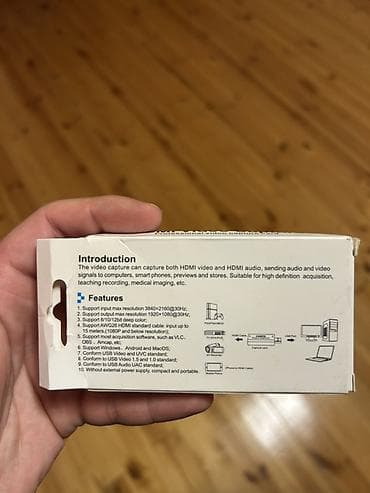 Introduction
The video capture can capture both HDMI video and HDMI audio, sending audio and video
signals to computers, smart phones, previews and stores. Suitable for high definition acquisition,
teaching recording, medical imaging, etc.
Features
1. Support input max resolution 3840×2160@30Hz;
2. Support output max resolution 1920×1080@30Hz;
3. Support 8/10/12bit deep color;
4. Support AWG26 HDMI standard cable: input up to
15 meters,(1080P and below resolution);
5. Support most acquisition software, such as VLC,
OBS, Amcap, etc;
6. Support Windows, Android and MacOS;
7. Conform to USB Video and UVC standard;
8. Conform to USB Video 1.5 and 1.0 standard;
9. Conform to USB Audio UAC standard;
10. Without external power supply, compact and portable.